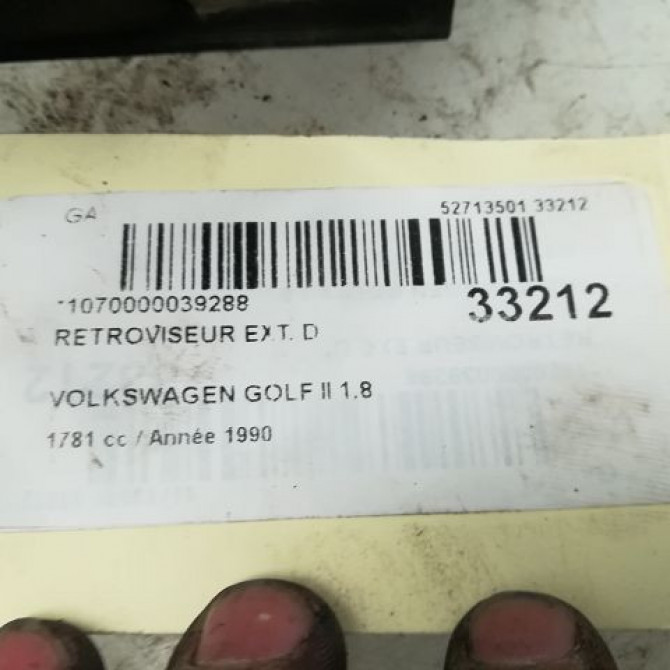 GA
52713501 33212
*1070000039288
33212
RETROVISEUR EXT. D
VOLKSWAGEN GOLF II 1.8
1781 cc / Année 1990